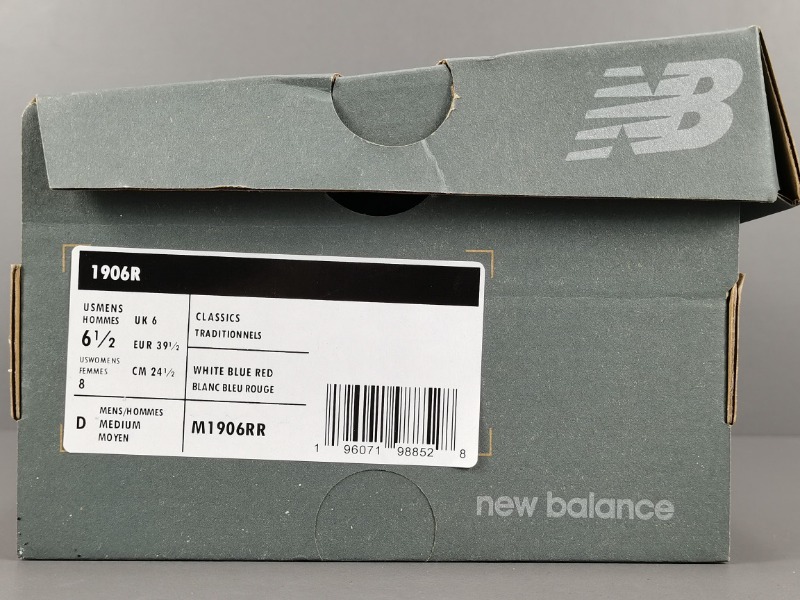 NB
1906R
USMENS
HOMMES
6½
USWOMENS
FEMMES
8
UK 6
EUR 39½
CM 24½
CLASSICS
TRADITIONNELS
WHITE BLUE RED
BLANC BLEU ROUGE
D
MENS/HOMMES
MEDIUM
MOYEN
M1906RR
1 96071 98852 8
new balance